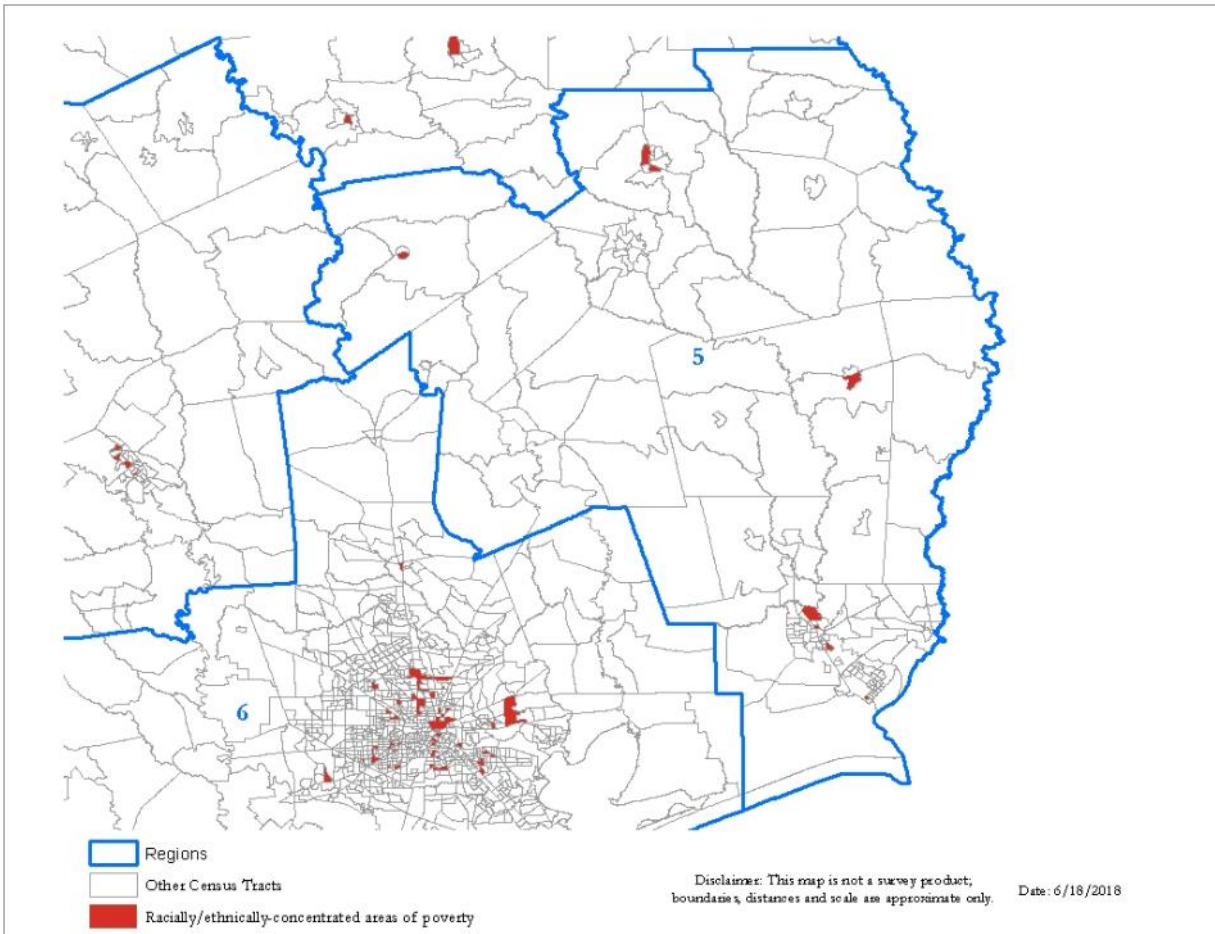 5
6
Regions
Other Census Tracts
Racially/ethnically-concentrated areas of poverty
Disclaimer: This map is not a survey product;
boundaries, distances and scale are approximate only.
Date: 6/18/2018